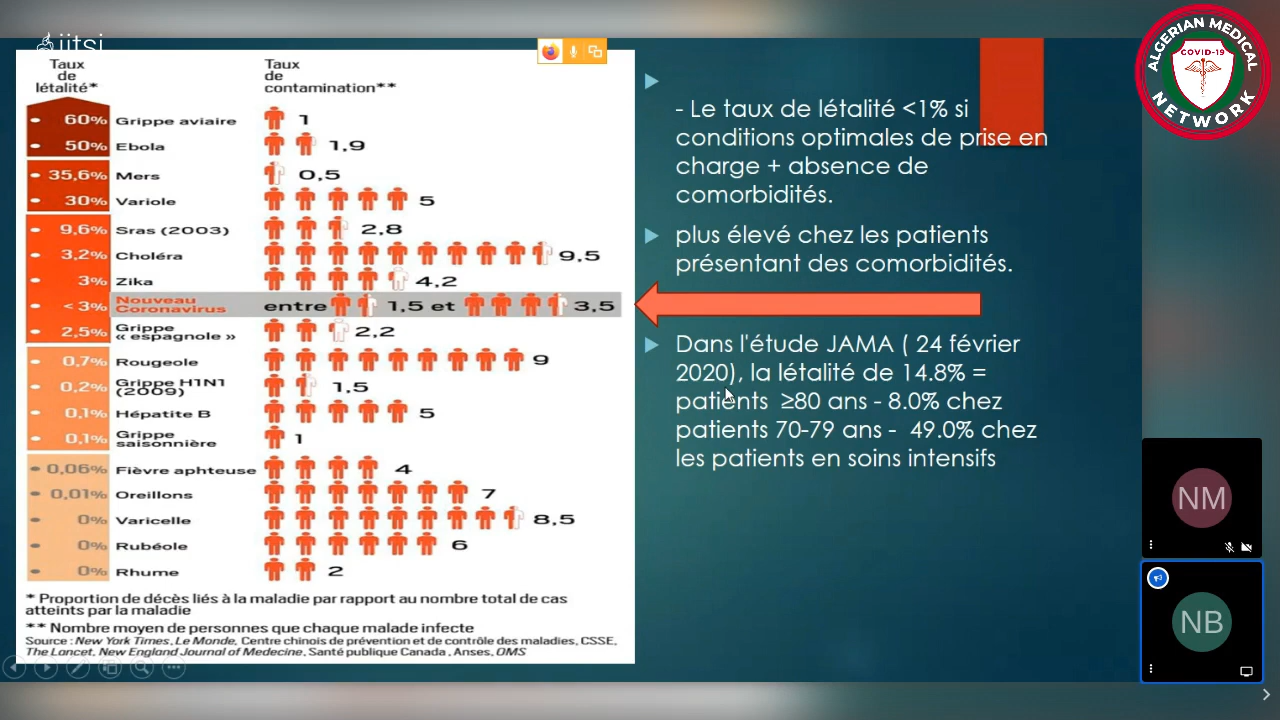 jitsi
Taux
de
létalité*
Taux
de
contamination**
60% Grippe aviaire 1
50% Ebola 1,9
35,6% Mers 0,5
30% Variole 5
9,6% Sras (2003) 2,8
3,2% Choléra 9,5
3% Zika 4,2
< 3% Nouveau
Coronavirus entre 1,5 et 3,5
2,5% Grippe
« espagnole » 2,2
0,7% Rougeole 9
0,2% Grippe H1N1
(2009) 1,5
0,1% Hépatite B 5
0,1% Grippe
saisonnière 1
0,06% Fièvre aphteuse 4
0,01% Oreillons 7
0% Varicelle 8,5
0% Rubéole 6
0% Rhume 2
* Proportion de décès liés à la maladie par rapport au nombre total de cas
atteints par la maladie
** Nombre moyen de personnes que chaque malade infecte
Source : New York Times, Le Monde, Centre chinois de prévention et de contrôle des maladies, CSSE,
The Lancet, New England Journal of Medecine, Santé publique Canada , Anses, OMS
- Le taux de létalité <1% si
conditions optimales de prise en
charge + absence de
comorbidités.
plus élevé chez les patients
présentant des comorbidités.
Dans l'étude JAMA ( 24 février
2020), la létalité de 14.8% =
patients ≥80 ans - 8.0% chez
patients 70-79 ans - 49.0% chez
les patients en soins intensifs
ALGERIAN MEDICAL
COVID-19
NETWORK
NM
NB